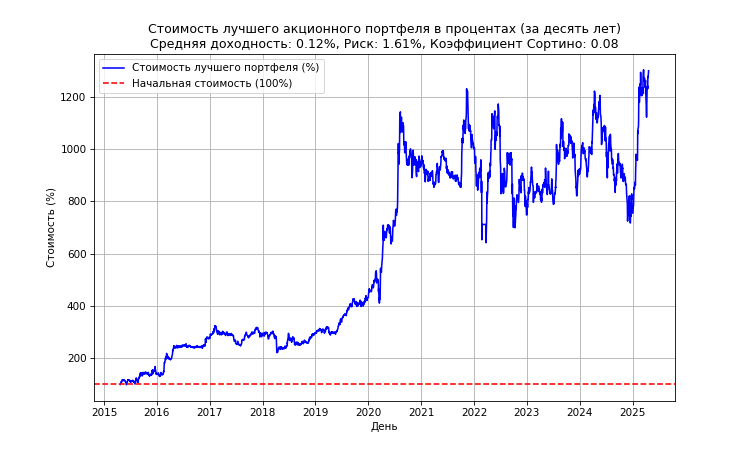 Стоимость лучшего акционного портфеля в процентах (за десять лет)
Средняя доходность: 0.12%, Риск: 1.61%, Коэффициент Сортино: 0.08
Стоимость лучшего портфеля (%)
Начальная стоимость (100%)
Стоимость (%)
1200
1000
800
600
400
200
2015 2016 2017 2018 2019 2020 2021 2022 2023 2024 2025
День